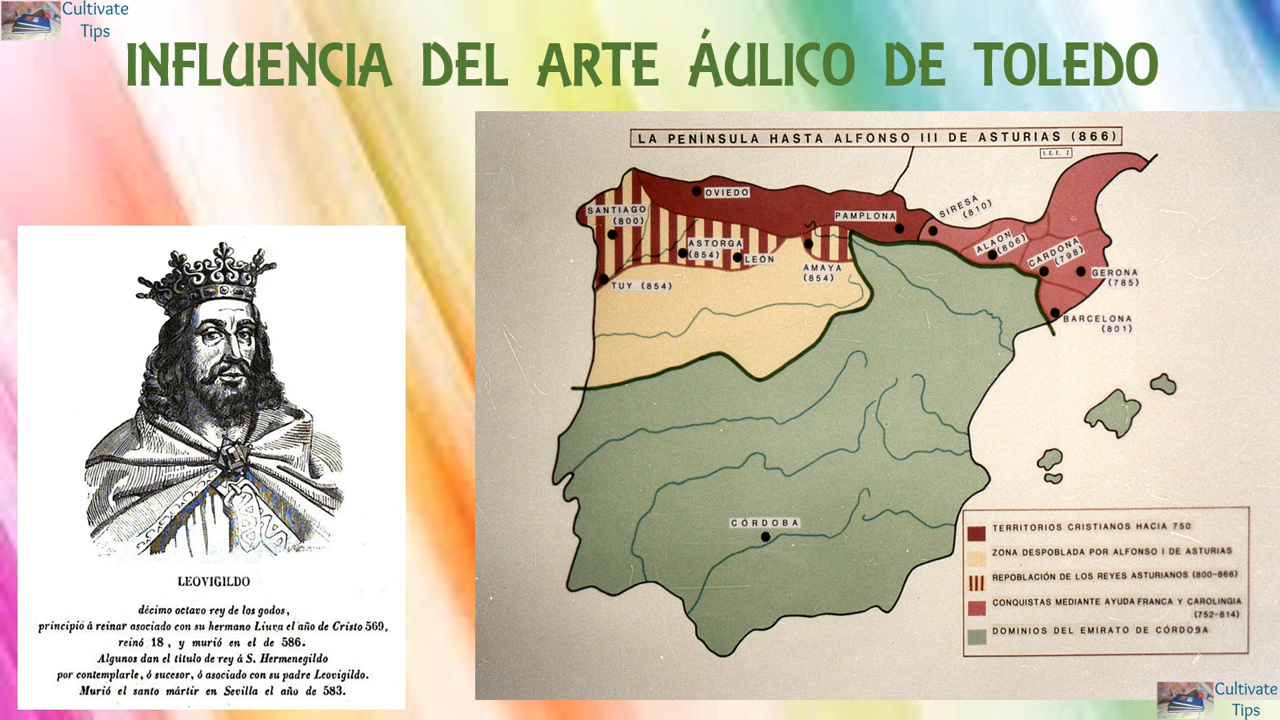 Cultivate
Tips
INFLUENCIA DEL ARTE ÁULICO DE TOLEDO
LA PENÍNSULA HASTA ALFONSO III DE ASTURIAS (866)
OVIEDO
SANTIAGO
(800)
PAMPLONA
SIRESA
(810)
ASTORGA
(854)
LEÓN
AMAYA
(854)
TUY (854)
ALAON
(806)
CARDONA
(798)
GERONA
(785)
BARCELONA
(801)
CÓRDOBA
TERRITORIOS CRISTIANOS HACIA 750
ZONA DESPOBLADA POR ALFONSO I DE ASTURIAS
REPOBLACIÓN DE LOS REYES ASTURIANOS (800-866)
CONQUISTAS MEDIANTE AYUDA FRANCA Y CAROLINGIA
(752-814)
DOMINIOS DEL EMIRATO DE CÓRDOBA
LEOVIGILDO
décimo octavo rey de los godos,
principió á reinar asociado con su hermano Liuva el año de Cristo 569,
reinó 18, y murió en el de 586.
Algunos dan el título de rey á S. Hermenegildo
por contemplarle, ó sucesor, ó asociado con su padre Leovigildo.
Murió el santo mártir en Sevilla el año de 583.
Cultivate
Tips